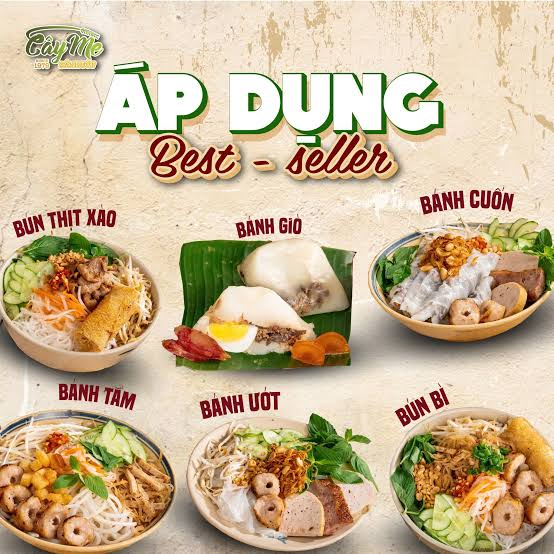 Cây Me
1975
ÁP DỤNG
Best - seller
BÚN THỊT XÀO
BÁNH GIÒ
BÁNH CUỐN
BÁNH TẰM
BÁNH ƯỚT
BÚN BÌ